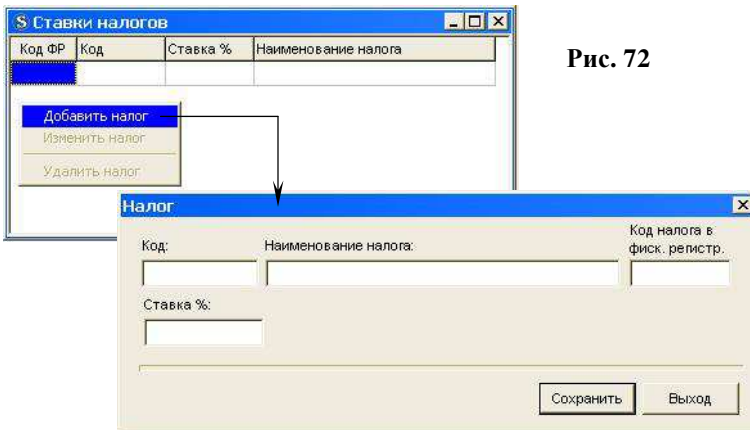 Ставки налогов
Код ФР Код Ставка % Наименование налога
Рис. 72
Добавить налог
Изменить налог
Удалить налог
Налог
Код: Наименование налога: Код налога в
фиск. регистр.
Ставка %:
Сохранить Выход